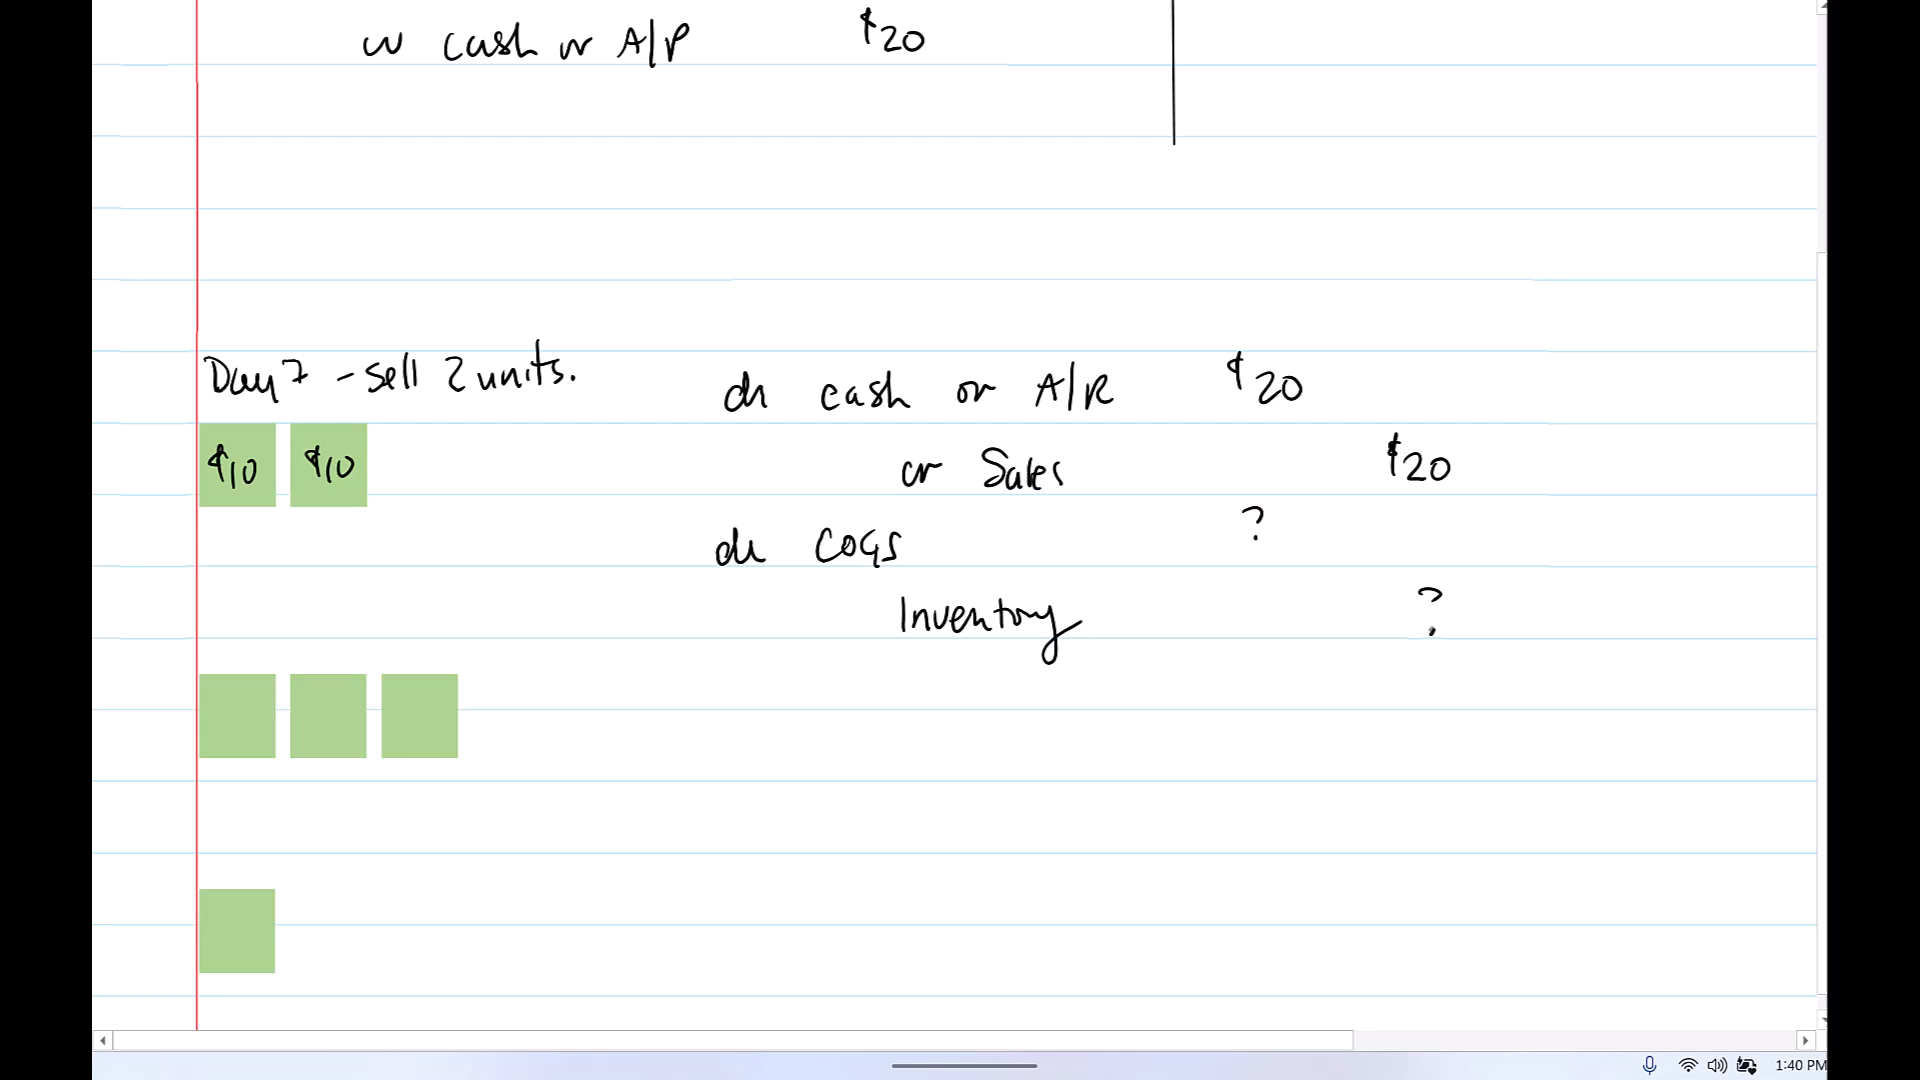 cr cash or A/P $20
Day 7 - sell 2 units.
dr cash or A/R $20
$10 $10
cr Sales $20
dr COGS ?
Inventory ?
1:40 PM